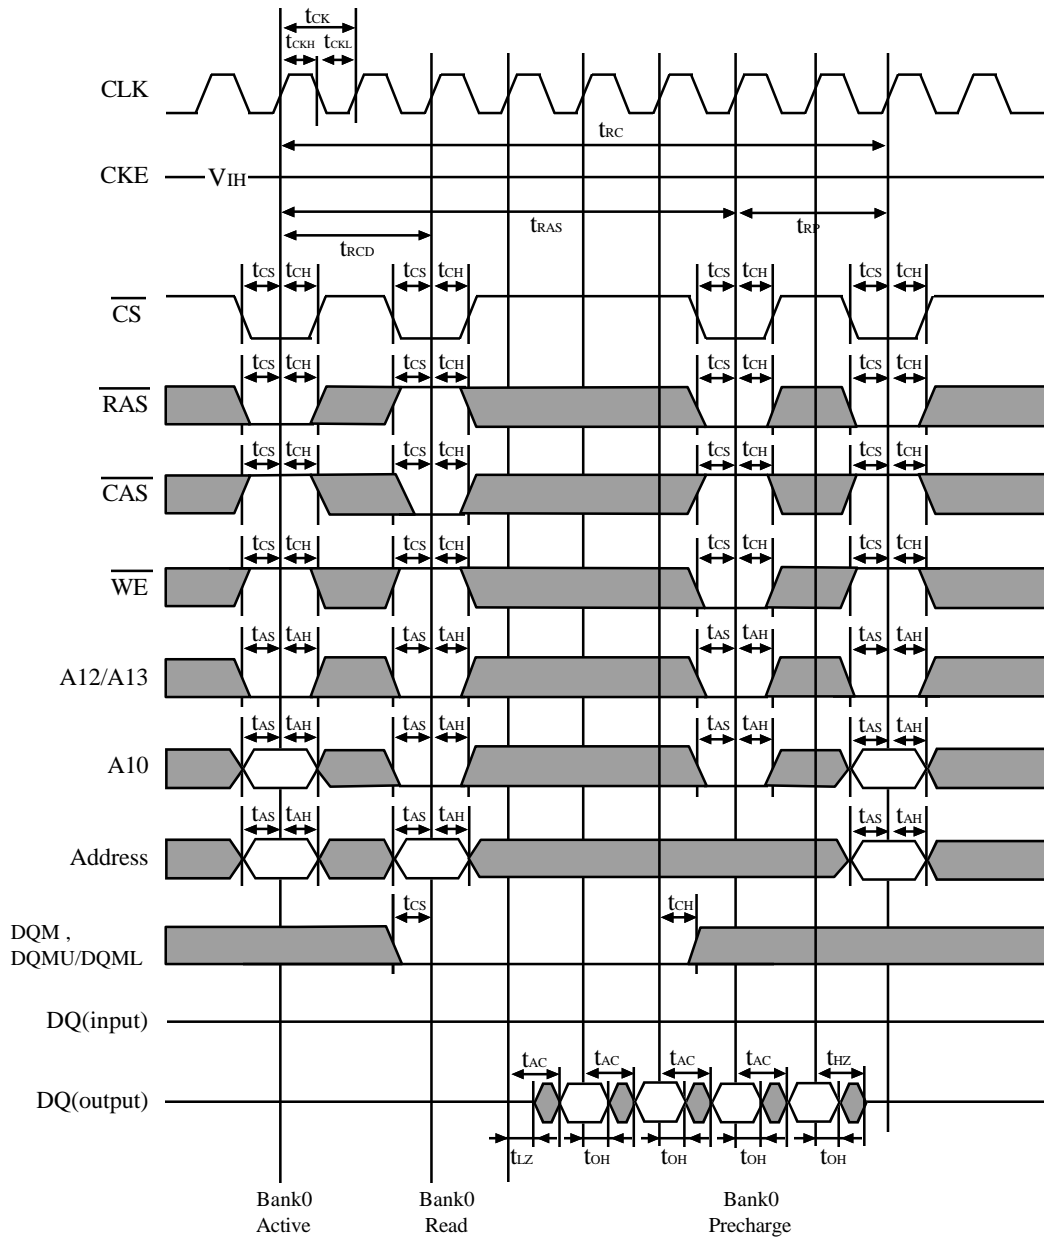 tCK
tCKH tCKL
CLK
tRC
CKE VIH
tRAS tRP
tRCD
tCS tCH tCS tCH tCS tCH tCS tCH
CS
tCS tCH tCS tCH tCS tCH tCS tCH
RAS
tCS tCH tCS tCH tCS tCH tCS tCH
CAS
tCS tCH tCS tCH tCS tCH tCS tCH
WE
tAS tAH tAS tAH tAS tAH tAS tAH
A12/A13
tAS tAH tAS tAH tAS tAH tAS tAH
A10
tAS tAH tAS tAH tAS tAH
Address
tCS tCH
DQM ,
DQMU/DQML
DQ(input)
tAC tAC tAC tAC tHZ
DQ(output)
tLZ tOH tOH tOH tOH
Bank0 Bank0 Bank0
Active Read Precharge